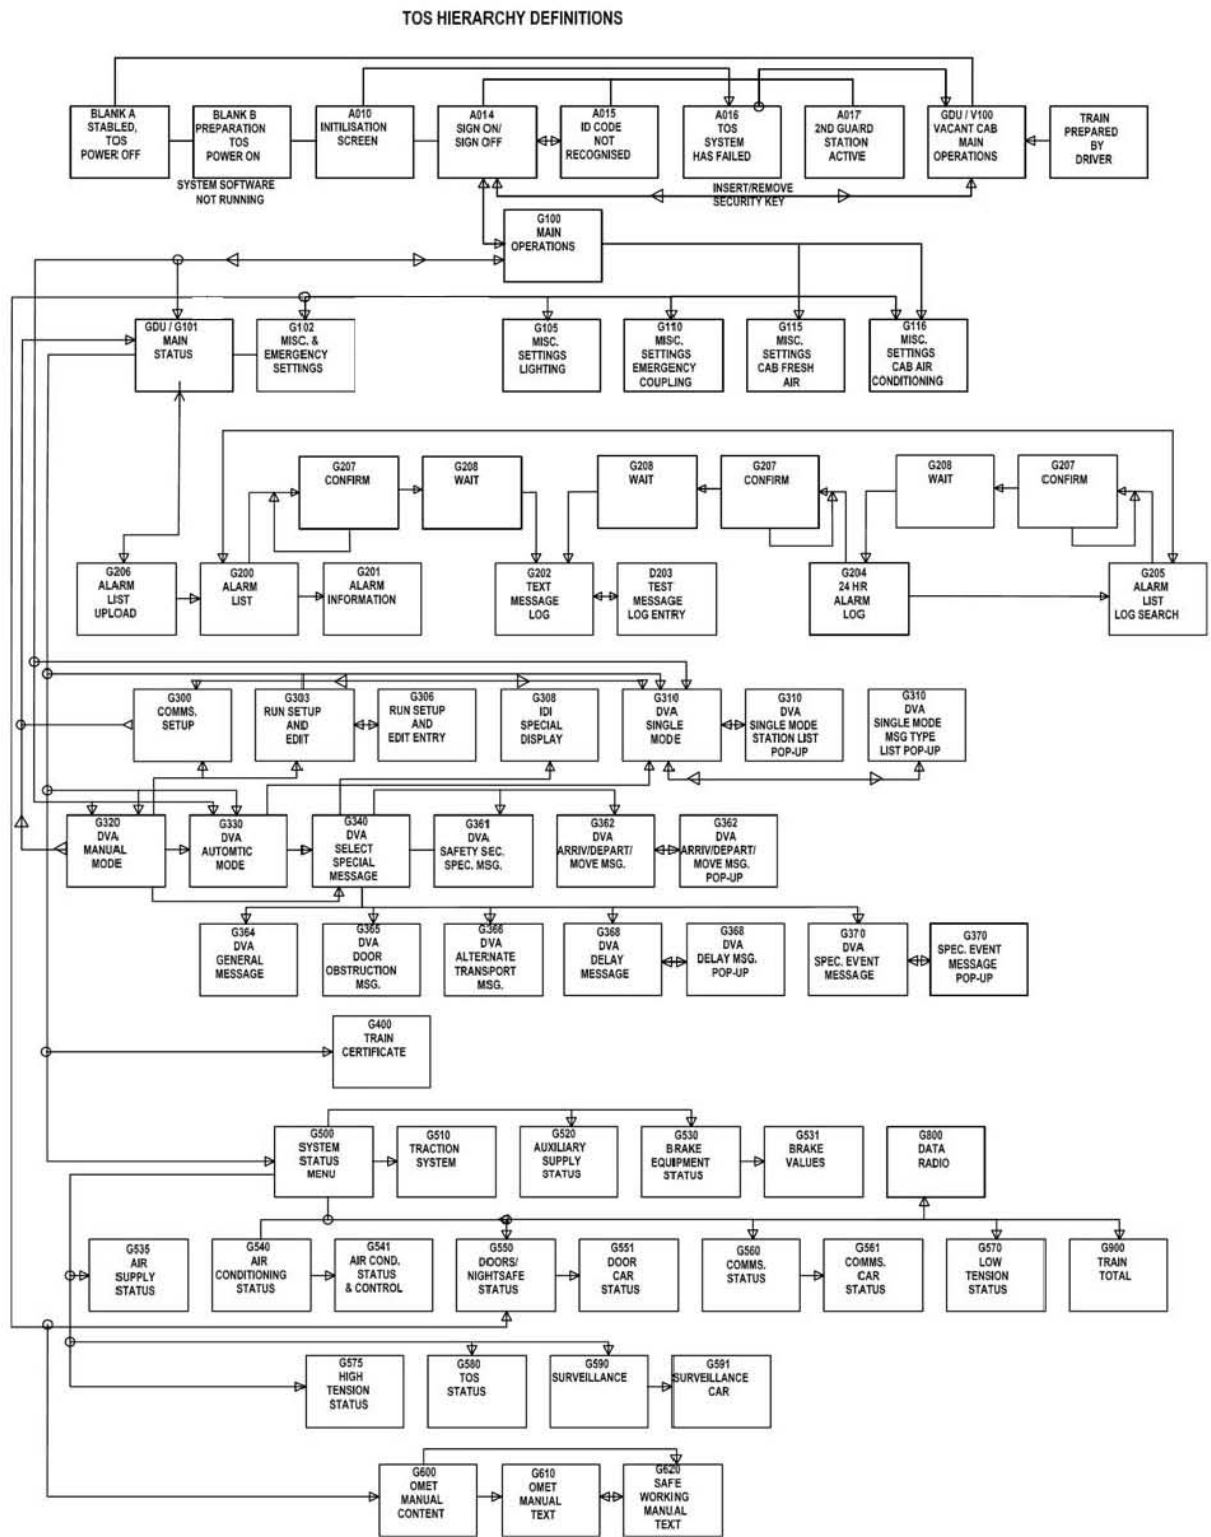 TOS HIERARCHY DEFINITIONS
BLANK A
STABLED,
TOS
POWER OFF
BLANK B
PREPARATION
TOS
POWER ON
A010
INITILISATION
SCREEN
A014
SIGN ON/
SIGN OFF
A015
ID CODE
NOT
RECOGNISED
A016
TOS
SYSTEM
HAS FAILED
A017
2ND GUARD
STATION
ACTIVE
GDU / V100
VACANT CAB
MAIN
OPERATIONS
TRAIN
PREPARED
BY
DRIVER
SYSTEM SOFTWARE
NOT RUNNING
INSERT/REMOVE
SECURITY KEY
G100
MAIN
OPERATIONS
GDU / G101
MAIN
STATUS
G102
MISC. &
EMERGENCY
SETTINGS
G105
MISC.
SETTINGS
LIGHTING
G110
MISC.
SETTINGS
EMERGENCY
COUPLING
G115
MISC.
SETTINGS
CAB FRESH
AIR
G116
MISC.
SETTINGS
CAB AIR
CONDITIONING
G207
CONFIRM
G208
WAIT
G208
WAIT
G207
CONFIRM
G208
WAIT
G207
CONFIRM
G206
ALARM
LIST
UPLOAD
G200
ALARM
LIST
G201
ALARM
INFORMATION
G202
TEXT
MESSAGE
LOG
D203
TEST
MESSAGE
LOG ENTRY
G204
24 HR
ALARM
LOG
G205
ALARM
LIST
LOG SEARCH
G300
COMMS.
SETUP
G303
RUN SETUP
AND
EDIT
G306
RUN SETUP
AND
EDIT ENTRY
G308
IDI
SPECIAL
DISPLAY
G310
DVA
SINGLE
MODE
G310
DVA
SINGLE MODE
STATION LIST
POP-UP
G310
DVA
SINGLE MODE
MSG TYPE
LIST POP-UP
G320
DVA
MANUAL
MODE
G330
DVA
AUTOMTIC
MODE
G340
DVA
SELECT
SPECIAL
MESSAGE
G361
DVA
SAFETY SEC.
SPEC. MSG.
G362
DVA
ARRIV/DEPART/
MOVE MSG.
G362
DVA
ARRIV/DEPART/
MOVE MSG.
POP-UP
G364
DVA
GENERAL
MESSAGE
G365
DVA
DOOR
OBSTRUCTION
MSG.
G366
DVA
ALTERNATE
TRANSPORT
MSG.
G368
DVA
DELAY
MESSAGE
G368
DVA
DELAY MSG.
POP-UP
G370
DVA
SPEC. EVENT
MESSAGE
G370
SPEC. EVENT
MESSAGE
POP-UP
G400
TRAIN
CERTIFICATE
G500
SYSTEM
STATUS
MENU
G510
TRACTION
SYSTEM
G520
AUXILIARY
SUPPLY
STATUS
G530
BRAKE
EQUIPMENT
STATUS
G531
BRAKE
VALUES
G800
DATA
RADIO
G535
AIR
SUPPLY
STATUS
G540
AIR
CONDITIONING
STATUS
G541
AIR COND.
STATUS
& CONTROL
G550
DOORS/
NIGHTSAFE
STATUS
G551
DOOR
CAR
STATUS
G560
COMMS.
STATUS
G561
COMMS.
CAR
STATUS
G570
LOW
TENSION
STATUS
G900
TRAIN
TOTAL
G575
HIGH
TENSION
STATUS
G580
TOS
STATUS
G590
SURVEILLANCE
G591
SURVEILLANCE
CAR
G600
OMET
MANUAL
CONTENT
G610
OMET
MANUAL
TEXT
G620
SAFE
WORKING
MANUAL
TEXT